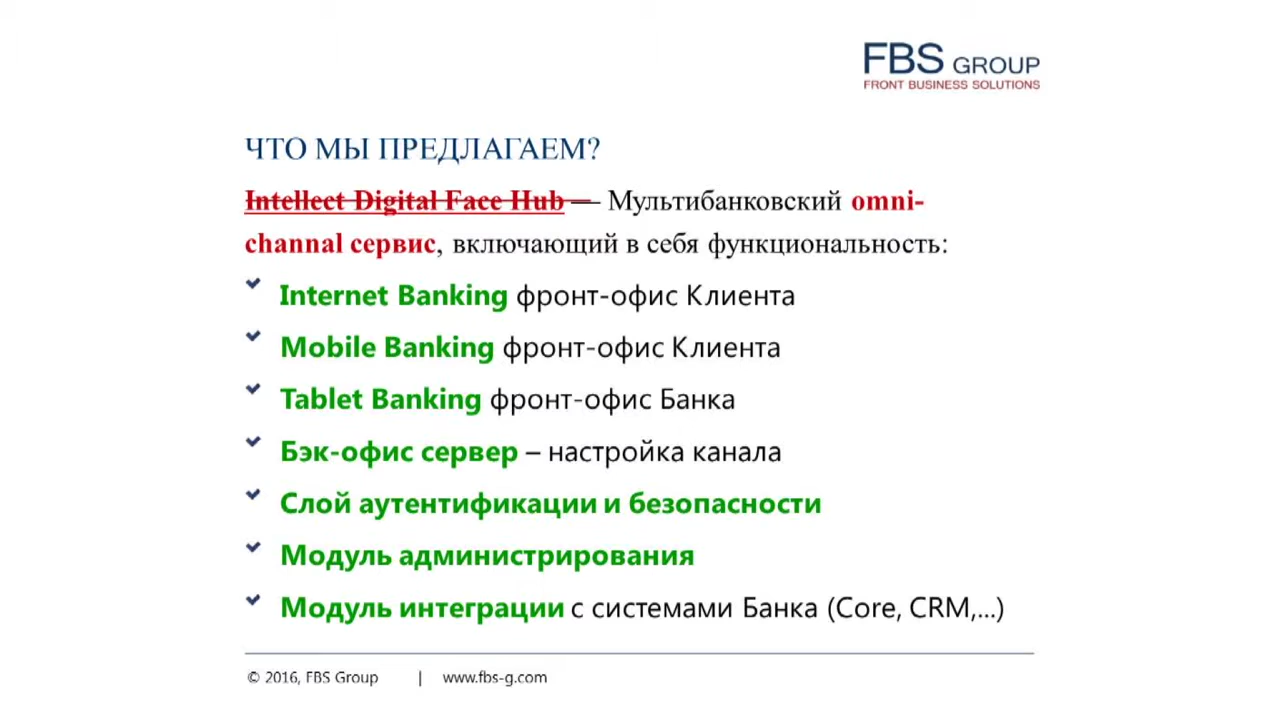 FBS GROUP
FRONT BUSINESS SOLUTIONS
ЧТО МЫ ПРЕДЛАГАЕМ?
Intellect Digital Face Hub — Мультибанковский omni-
channal сервис, включающий в себя функциональность:
Internet Banking фронт-офис Клиента
Mobile Banking фронт-офис Клиента
Tablet Banking фронт-офис Банка
Бэк-офис сервер – настройка канала
Слой аутентификации и безопасности
Модуль администрирования
Модуль интеграции с системами Банка (Core, CRM,...)
© 2016, FBS Group | www.fbs-g.com